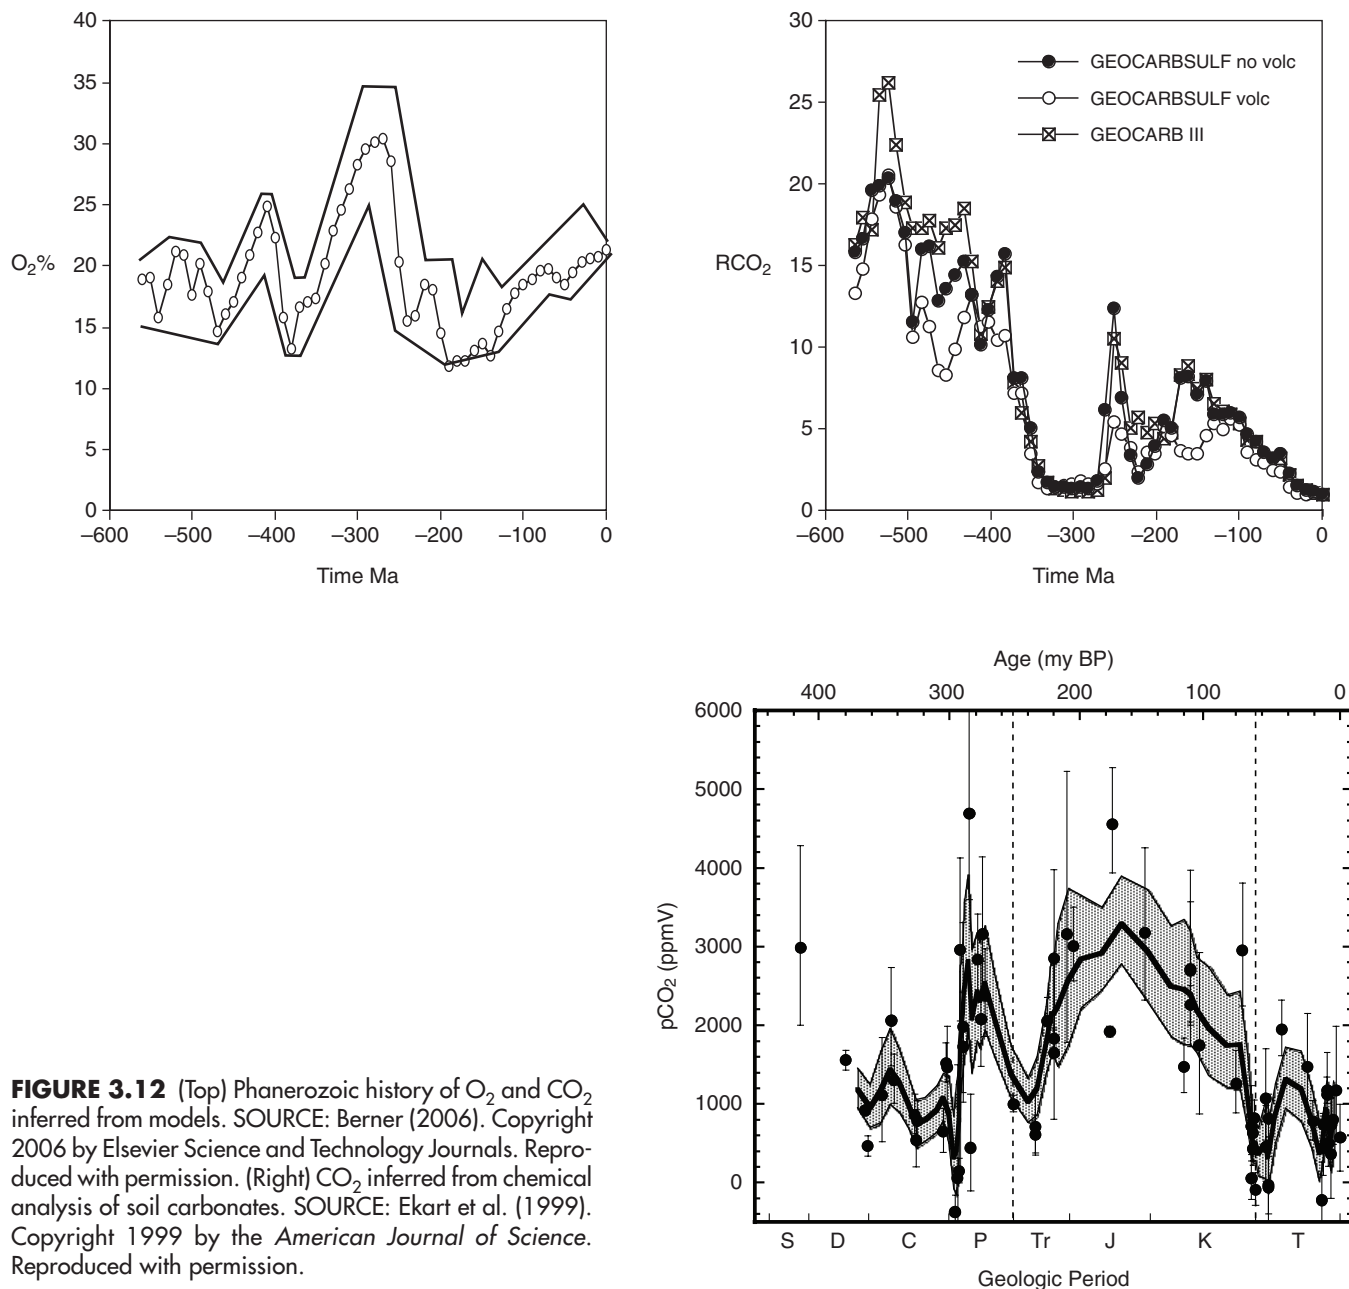 40
35
30
25
20
15
10
5
0
O2%
–600
–500
–400
–300
–200
–100
0
Time Ma
30
25
20
15
10
5
0
RCO2
GEOCARBSULF no volc
GEOCARBSULF volc
GEOCARB III
–600
–500
–400
–300
–200
–100
0
Time Ma
Age (my BP)
400
300
200
100
0
6000
5000
4000
3000
2000
1000
0
pCO2 (ppmV)
S
D
C
P
Tr
J
K
T
Geologic Period
FIGURE 3.12 (Top) Phanerozoic history of O2 and CO2
inferred from models. SOURCE: Berner (2006). Copyright
2006 by Elsevier Science and Technology Journals. Repro-
duced with permission. (Right) CO2 inferred from chemical
analysis of soil carbonates. SOURCE: Ekart et al. (1999).
Copyright 1999 by the American Journal of Science.
Reproduced with permission.